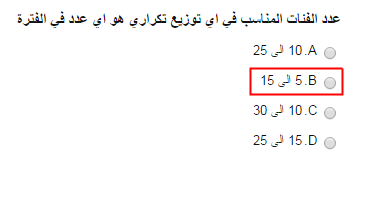 عدد الفئات المناسب في اي توزيع تكراري هو اي عدد في الفترة
A. 10 الى 25
B. 5 الى 15
C. 10 الى 30
D. 15 الى 25